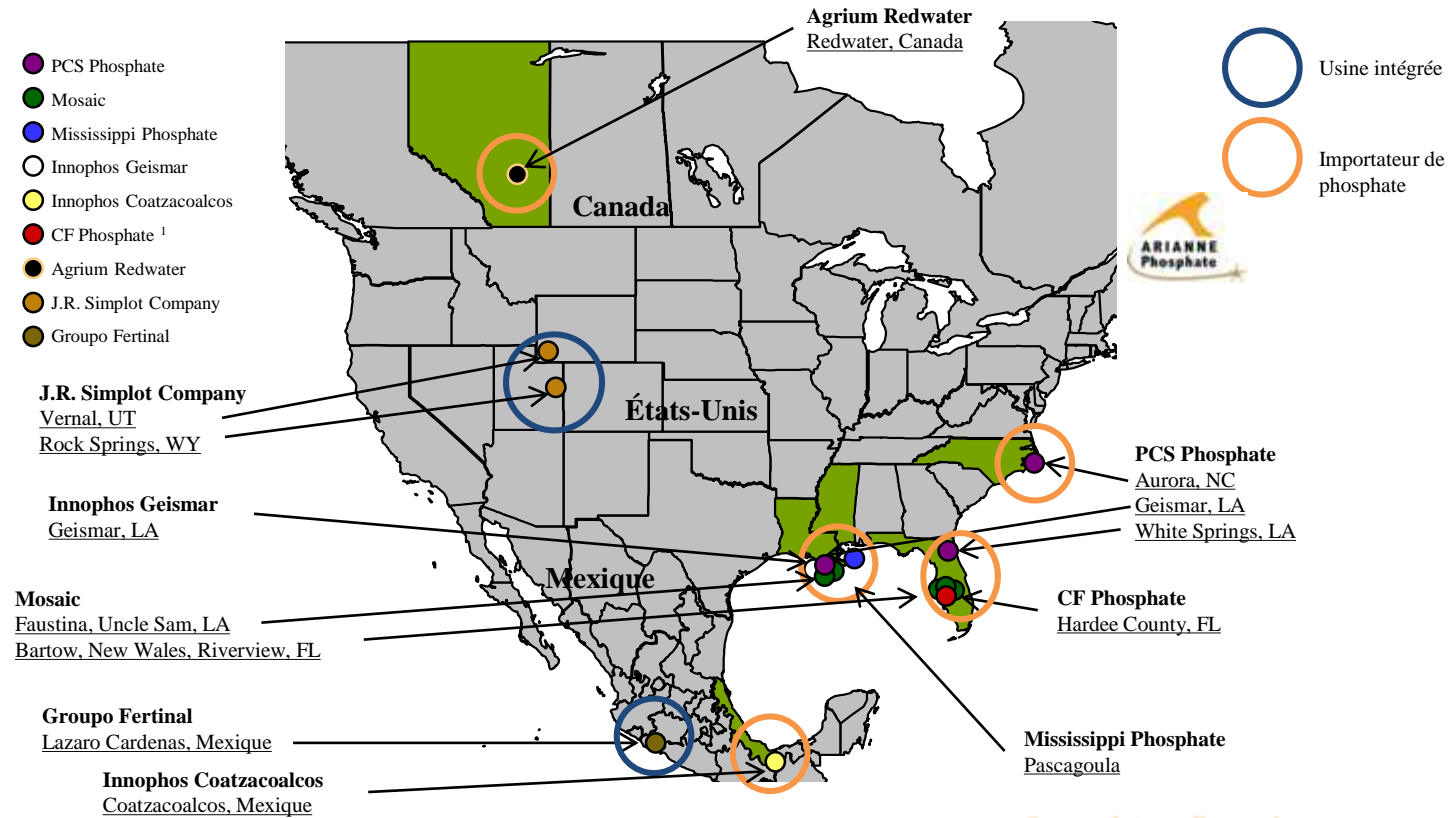 Agrium Redwater
Redwater, Canada
PCS Phosphate
Mosaic
Mississippi Phosphate
Innophos Geismar
Innophos Coatzacoalcos
CF Phosphate 1
Agrium Redwater
J.R. Simplot Company
Groupo Fertinal
Usine intégrée
Importateur de
phosphate
ARIANNE
Phosphate
Canada
États-Unis
Mexique
J.R. Simplot Company
Vernal, UT
Rock Springs, WY
Innophos Geismar
Geismar, LA
Mosaic
Faustina, Uncle Sam, LA
Bartow, New Wales, Riverview, FL
Groupo Fertinal
Lazaro Cardenas, Mexique
Innophos Coatzacoalcos
Coatzacoalcos, Mexique
PCS Phosphate
Aurora, NC
Geismar, LA
White Springs, LA
CF Phosphate
Hardee County, FL
Mississippi Phosphate
Pascagoula